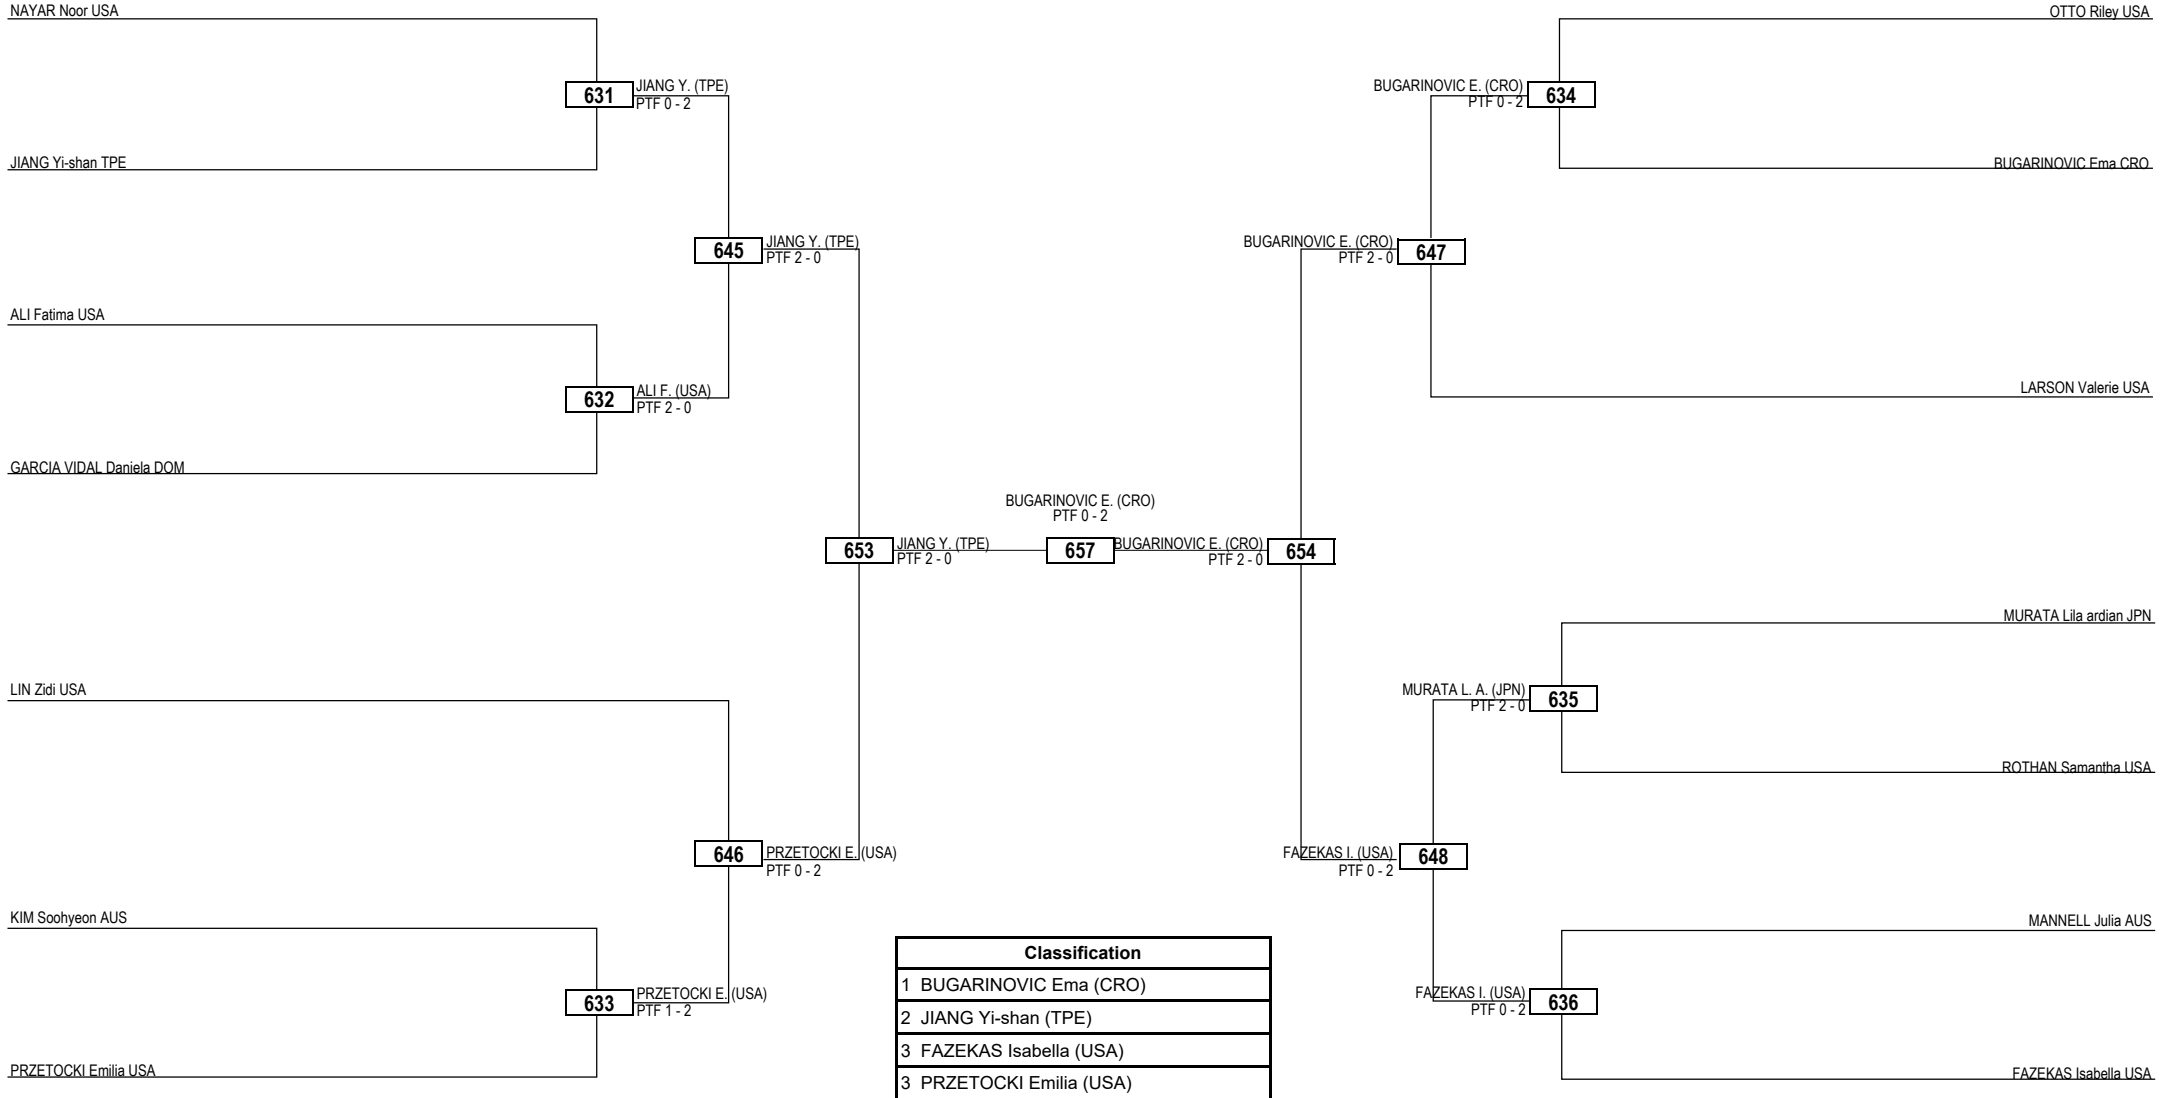 NAYAR Noor USA
OTTO Riley USA
631
JIANG Y. (TPE)
PTF 0 - 2
BUGARINOVIC E. (CRO)
PTF 0 - 2
634
JIANG Yi-shan TPE
BUGARINOVIC Ema CRO
645
JIANG Y. (TPE)
PTF 2 - 0
BUGARINOVIC E. (CRO)
PTF 2 - 0
647
ALI Fatima USA
LARSON Valerie USA
632
ALI F. (USA)
PTF 2 - 0
GARCIA VIDAL Daniela DOM
BUGARINOVIC E. (CRO)
PTF 0 - 2
653
JIANG Y. (TPE)
PTF 2 - 0
657
BUGARINOVIC E. (CRO)
PTF 2 - 0
654
MURATA Lila ardian JPN
LIN Zidi USA
MURATA L. A. (JPN)
PTF 2 - 0
635
ROTHAN Samantha USA
646
PRZETOCKI E. (USA)
PTF 0 - 2
FAZEKAS I. (USA)
PTF 0 - 2
648
KIM Soohyeon AUS
MANNELL Julia AUS
633
PRZETOCKI E. (USA)
PTF 1 - 2
FAZEKAS I. (USA)
PTF 0 - 2
636
PRZETOCKI Emilia USA
FAZEKAS Isabella USA
Classification
1 BUGARINOVIC Ema (CRO)
2 JIANG Yi-shan (TPE)
3 FAZEKAS Isabella (USA)
3 PRZETOCKI Emilia (USA)